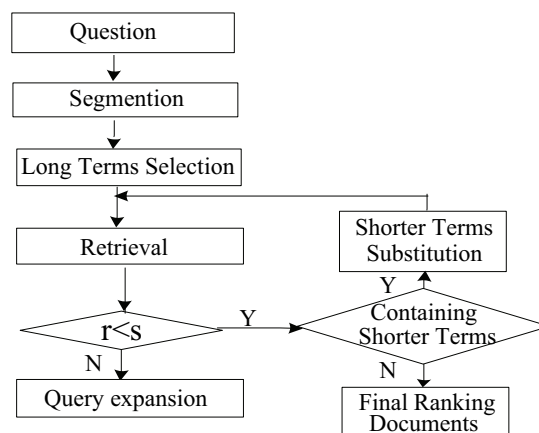 Question
Segmention
Long Terms Selection
Retrieval
Shorter Terms
Substitution
Y
r<s
Y
Containing
Shorter Terms
N
N
Query expansion
Final Ranking
Documents